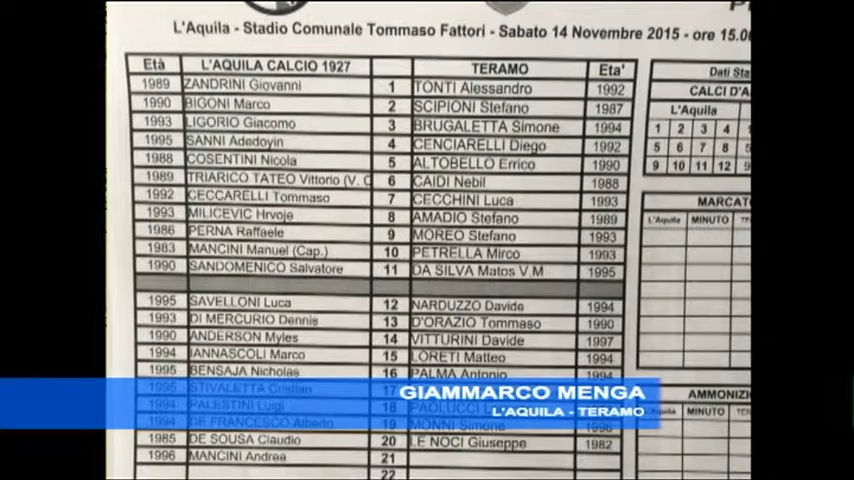 L'Aquila - Stadio Comunale Tommaso Fattori - Sabato 14 Novembre 2015 - ore 15.00
Età L'AQUILA CALCIO 1927 TERAMO Eta'
1989 ZANDRINI Giovanni 1 TONTI Alessandro 1992
1990 BIGONI Marco 2 SCIPIONI Stefano 1987
1993 LIGORIO Giacomo 3 BRUGALETTA Simone 1994
1995 SANNI Adedoyin 4 CENCIARELLI Diego 1992
1988 COSENTINI Nicola 5 ALTOBELLO Errico 1990
1989 TRIARICO TATEO Vittorio (V. C 6 CAIDI Nebil 1988
1992 CECCARELLI Tommaso 7 CECCHINI Luca 1993
1993 MILICEVIC Hrvoje 8 AMADIO Stefano 1989
1986 PERNA Raffaele 9 MOREO Stefano 1993
1983 MANCINI Manuel (Cap.) 10 PETRELLA Mirco 1993
1990 SANDOMENICO Salvatore 11 DA SILVA Matos V.M 1995
1995 SAVELLONI Luca 12 NARDUZZO Davide 1994
1993 DI MERCURIO Dennis 13 D'ORAZIO Tommaso 1990
1990 ANDERSON Myles 14 VITTURINI Davide 1997
1994 IANNASCOLI Marco 15 LORETI Matteo 1994
1995 BENSAJA Nicholas 16 PALMA Antonio 1994
1995 STIVALETTA Cristian 17
1994 PALESTINI Luigi 18 PAOLUCCI
1994 DE FRANCESCO Alberto 19 MONNI Simone 1996
1985 DE SOUSA Claudio 20 LE NOCI Giuseppe 1982
1996 MANCINI Andrea 21
22
Dati Sta
CALCI D'A
L'Aquila
1 2 3 4
5 6 7 8
9 10 11 12
MARCAT
L'Aquila MINUTO
AMMONIZI
L'Aquila MINUTO
GIAMMARCO MENGA
L'AQUILA - TERAMO